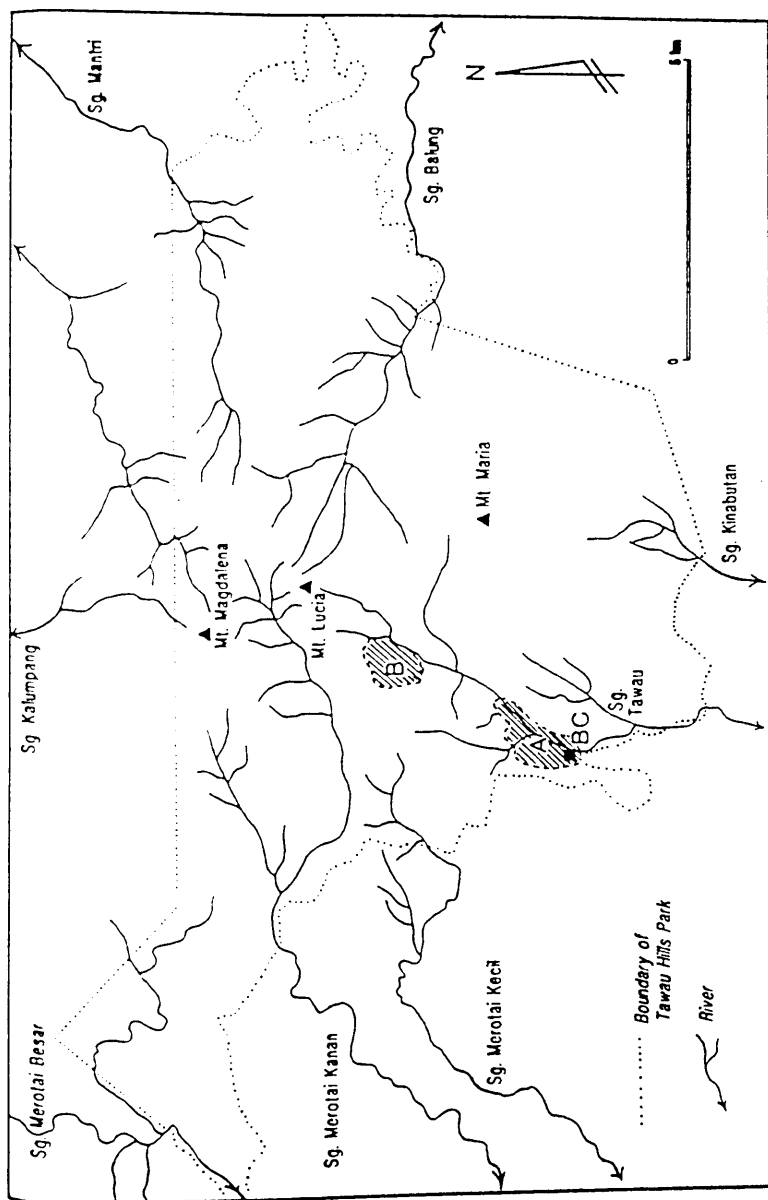 Sg. Merotai Besar
Sg Kalumpang
Sg. Mantri
Mt. Magdalena
Mt. Lucia
Sg. Merotai Kanan
B
Mt Maria
Sg. Balung
N
Sg. Merotai Kecil
A
BC
Sg.
Tawau
Sg. Kinabutan
Boundary of
Tawau Hills Park
River
0
5 km